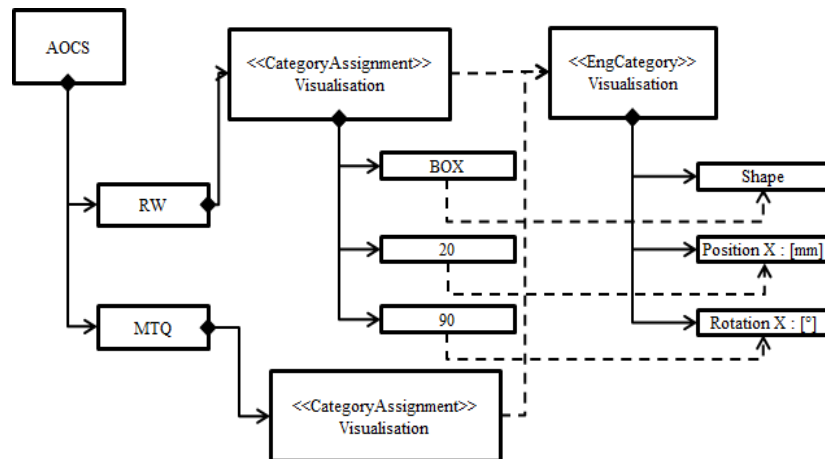 AOCS
<<CategoryAssignment>>
Visualisation
<<EngCategory>>
Visualisation
BOX
Shape
RW
20
Position X : [mm]
90
Rotation X : [°]
MTQ
<<CategoryAssignment>>
Visualisation